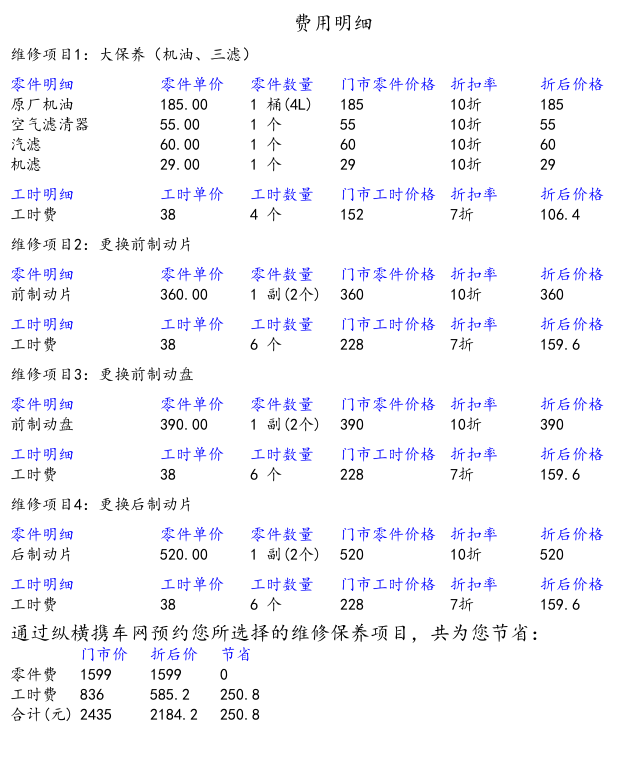 费用明细
维修项目1: 大保养（机油、三滤）
零件明细 零件单价 零件数量 门市零件价格 折扣率 折后价格
原厂机油 185.00 1 桶(4L) 185 10折 185
空气滤清器 55.00 1 个 55 10折 55
汽滤 60.00 1 个 60 10折 60
机滤 29.00 1 个 29 10折 29
工时明细 工时单价 工时数量 门市工时价格 折扣率 折后价格
工时费 38 4 个 152 7折 106.4
维修项目2: 更换前制动片
零件明细 零件单价 零件数量 门市零件价格 折扣率 折后价格
前制动片 360.00 1 副(2个) 360 10折 360
工时明细 工时单价 工时数量 门市工时价格 折扣率 折后价格
工时费 38 6 个 228 7折 159.6
维修项目3: 更换前制动盘
零件明细 零件单价 零件数量 门市零件价格 折扣率 折后价格
前制动盘 390.00 1 副(2个) 390 10折 390
工时明细 工时单价 工时数量 门市工时价格 折扣率 折后价格
工时费 38 6 个 228 7折 159.6
维修项目4: 更换后制动片
零件明细 零件单价 零件数量 门市零件价格 折扣率 折后价格
后制动片 520.00 1 副(2个) 520 10折 520
工时明细 工时单价 工时数量 门市工时价格 折扣率 折后价格
工时费 38 6 个 228 7折 159.6
通过纵横携车网预约您所选择的维修保养项目，共为您节省：
门市价 折后价 节省
零件费 1599 1599 0
工时费 836 585.2 250.8
合计(元) 2435 2184.2 250.8